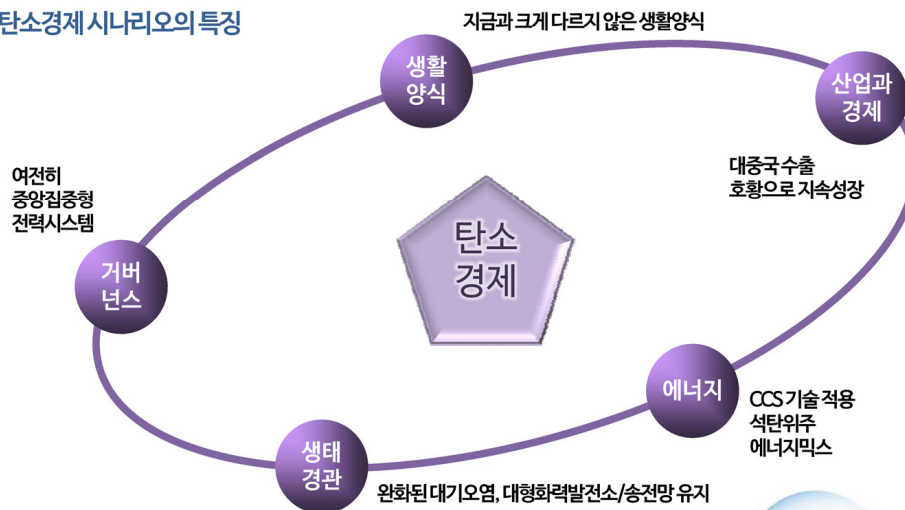 탄소경제 시나리오의 특징
지금과 크게 다르지 않은 생활양식
생활
양식
산업과
경제
대중국 수출
호황으로 지속성장
여전히
중앙집중형
전력시스템
탄소
경제
거버
넌스
에너지
CCS 기술 적용
석탄위주
에너지믹스
생태
경관
완화된 대기오염, 대형화력발전소/송전망 유지